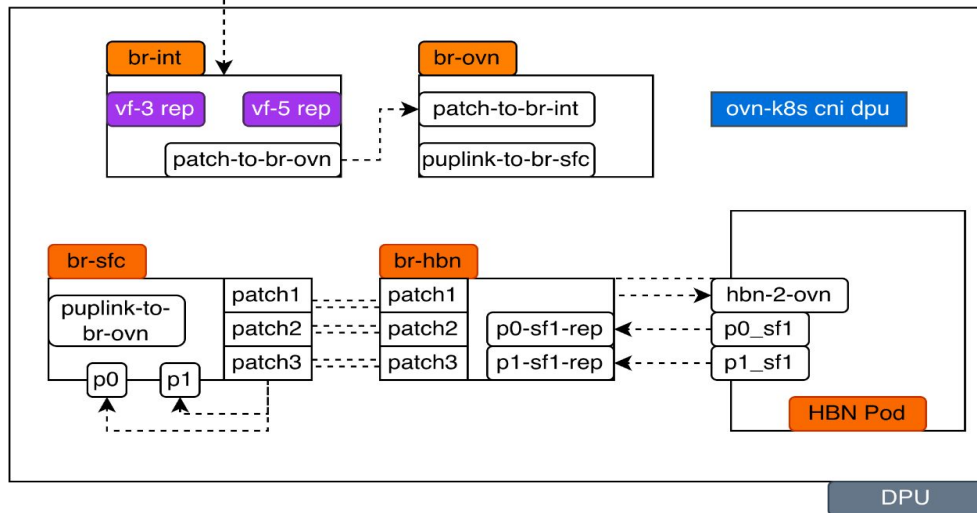 br-int
br-ovn
vf-3 rep
vf-5 rep
patch-to-br-int
ovn-k8s cni dpu
patch-to-br-ovn
puplink-to-br-sfc
br-sfc
br-hbn
patch1
patch1
hbn-2-ovn
puplink-to-
br-ovn
patch2
patch2
p0-sf1-rep
p0_sf1
patch3
patch3
p1-sf1-rep
p1_sf1
p0
p1
HBN Pod
DPU